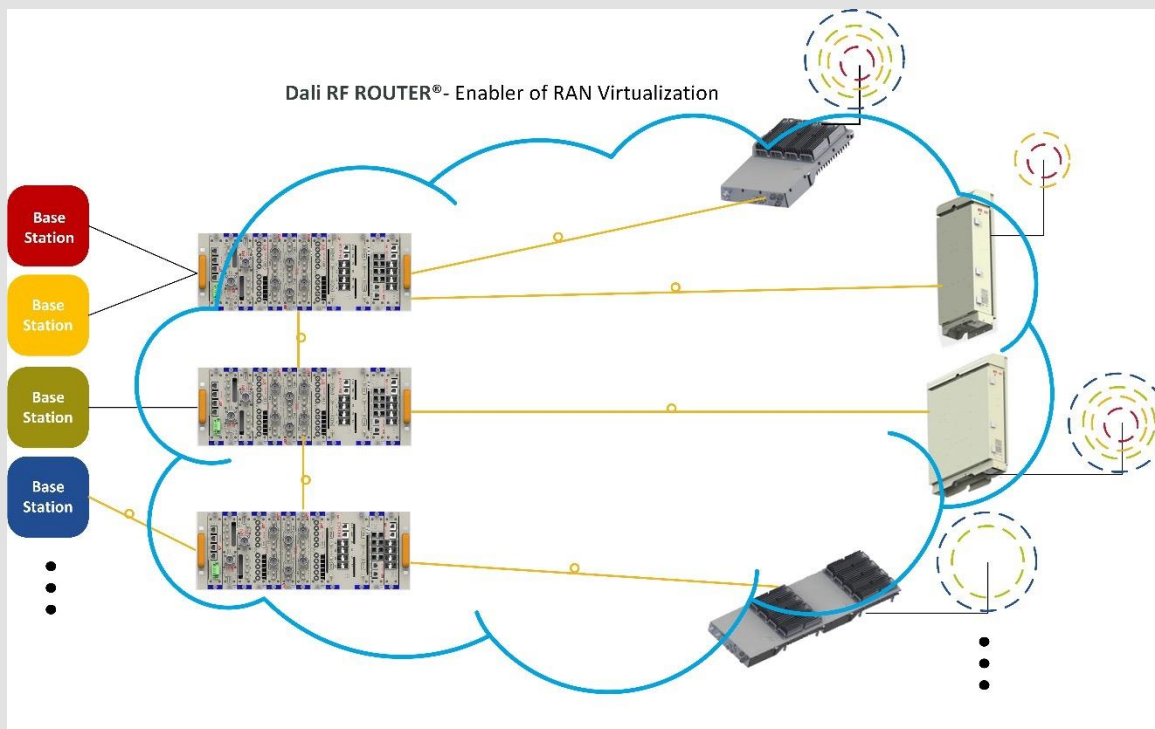 Dali RF ROUTER®- Enabler of RAN Virtualization
Base
Station
Base
Station
Base
Station
Base
Station